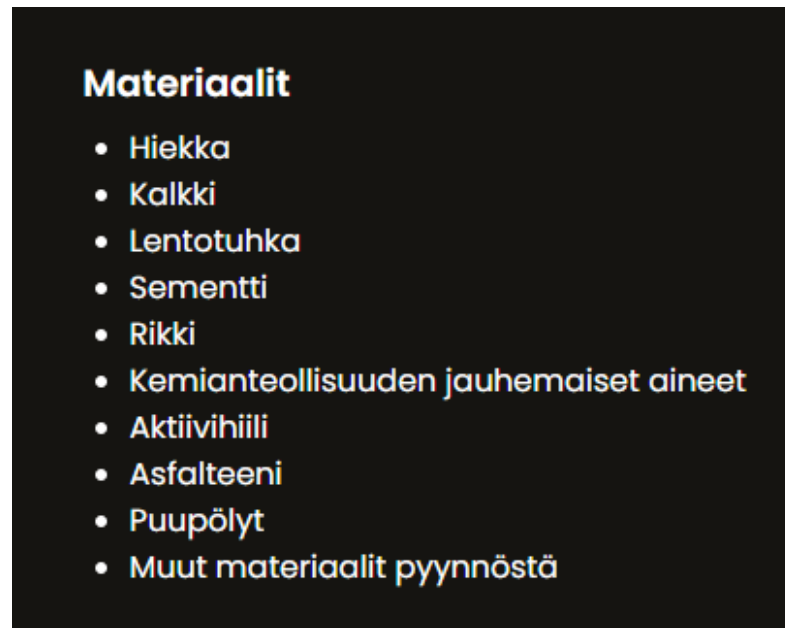 Materiaalit
• Hiekka
• Kalkki
• Lentotuhka
• Sementti
• Rikki
• Kemianteollisuuden jauhemaiset aineet
• Aktiivihiili
• Asfalteeni
• Puupölyt
• Muut materiaalit pyynnöstä